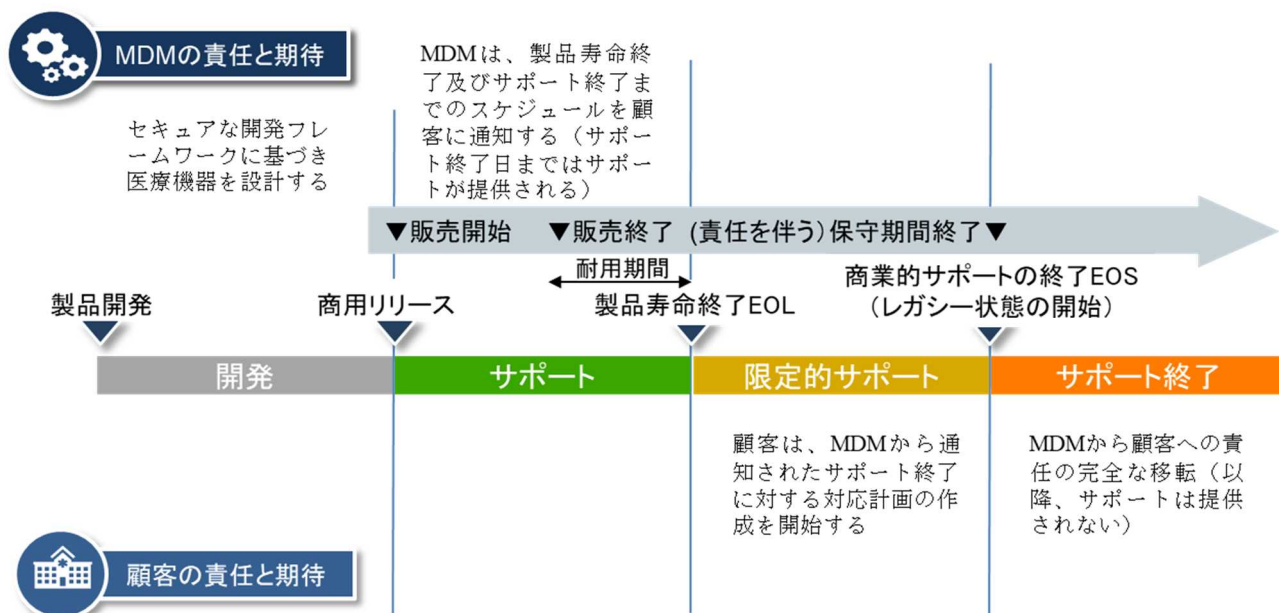 MDMの責任と期待
セキュアな開発フレ
ームワークに基づき
医療機器を設計する
MDMは、製品寿命終
了及びサポート終了ま
でのスケジュールを顧
客に通知する（サポー
ト終了日まではサポー
トが提供される）
▼販売開始 ▼販売終了 (責任を伴う)保守期間終了▼
耐用期間
製品開発
商用リリース
製品寿命終了EOL
商業的サポートの終了EOS
（レガシー状態の開始）
開発
サポート
限定的サポート
サポート終了
顧客は、MDMから通
知されたサポート終了
に対する対応計画の作
成を開始する
MDMから顧客への責
任の完全な移転（以
降、サポートは提供
されない）
顧客の責任と期待